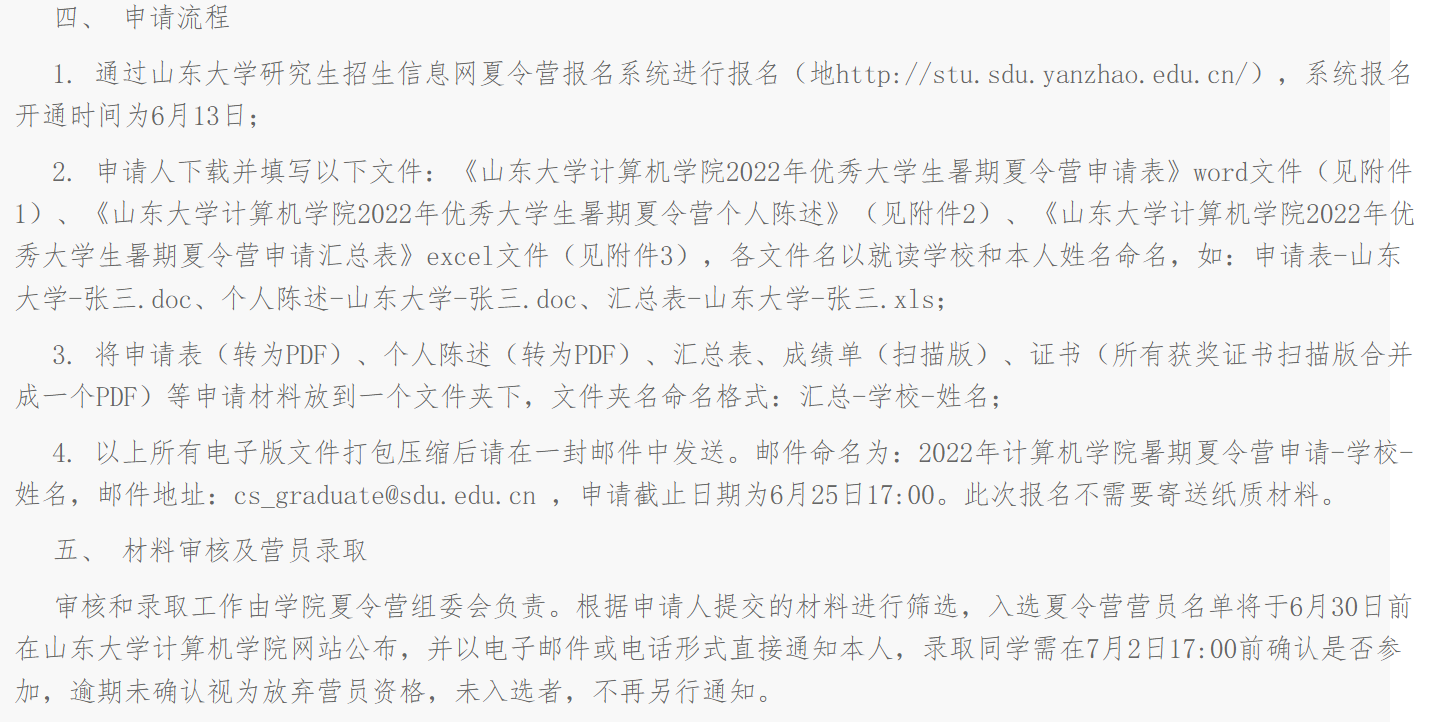 四、 申请流程
1. 通过山东大学研究生招生信息网夏令营报名系统进行报名（地http://stu.sdu.yanzhao.edu.cn/），系统报名
开通时间为6月13日；
2. 申请人下载并填写以下文件：《山东大学计算机学院2022年优秀大学生暑期夏令营申请表》word文件（见附件
1）、《山东大学计算机学院2022年优秀大学生暑期夏令营个人陈述》（见附件2）、《山东大学计算机学院2022年优
秀大学生暑期夏令营申请汇总表》excel文件（见附件3），各文件名以就读学校和本人姓名命名，如：申请表-山东
大学-张三.doc、个人陈述-山东大学-张三.doc、汇总表-山东大学-张三.xls；
3. 将申请表（转为PDF）、个人陈述（转为PDF）、汇总表、成绩单（扫描版）、证书（所有获奖证书扫描版合并
成一个PDF）等申请材料放到一个文件夹下，文件夹名命名格式：汇总-学校-姓名；
4. 以上所有电子版文件打包压缩后请在一封邮件中发送。邮件命名为：2022年计算机学院暑期夏令营申请-学校-
姓名，邮件地址：cs_graduate@sdu.edu.cn ，申请截止日期为6月25日17:00。此次报名不需要寄送纸质材料。
五、 材料审核及营员录取
审核和录取工作由学院夏令营组委会负责。根据申请人提交的材料进行筛选，入选夏令营营员名单将于6月30日前
在山东大学计算机学院网站公布，并以电子邮件或电话形式直接通知本人，录取同学需在7月2日17:00前确认是否参
加，逾期未确认视为放弃营员资格，未入选者，不再另行通知。